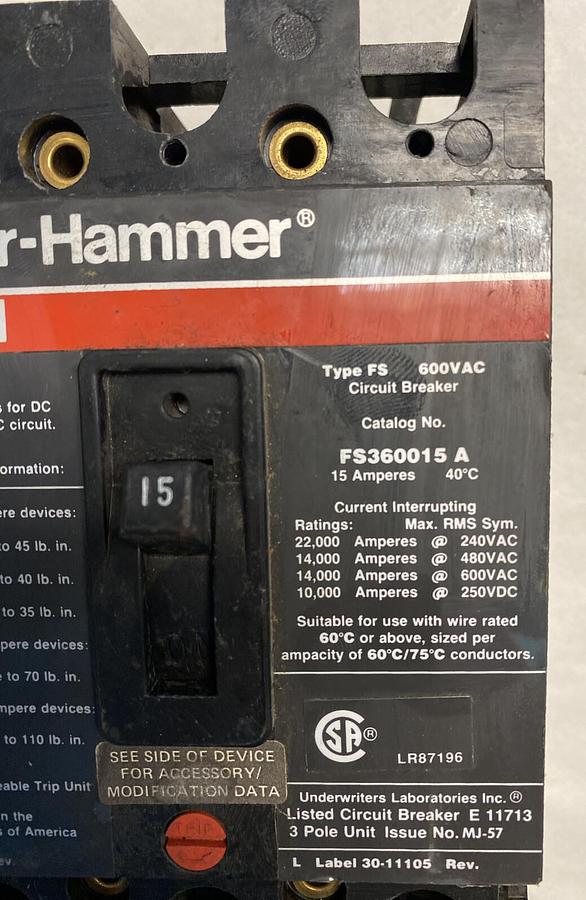 r-Hammer®
s for DC
C circuit.
ormation:
ere devices:
to 45 lb. in.
to 40 lb. in.
to 35 lb. in.
pere devices:
e to 70 lb. in.
mpere devices:
to 110 lb. in.
eable Trip Unit
n the
s of America
ev.
15
SEE SIDE OF DEVICE
FOR ACCESSORY/
MODIFICATION DATA
TRIP
Type FS 600VAC
Circuit Breaker
Catalog No.
FS360015 A
15 Amperes 40°C
Current Interrupting
Ratings: Max. RMS Sym.
22,000 Amperes @ 240VAC
14,000 Amperes @ 480VAC
14,000 Amperes @ 600VAC
10,000 Amperes @ 250VDC
Suitable for use with wire rated
60°C or above, sized per
ampacity of 60°C/75°C conductors.
CSA® LR87196
Underwriters Laboratories Inc.®
Listed Circuit Breaker E 11713
3 Pole Unit Issue No. MJ-57
L Label 30-11105 Rev.